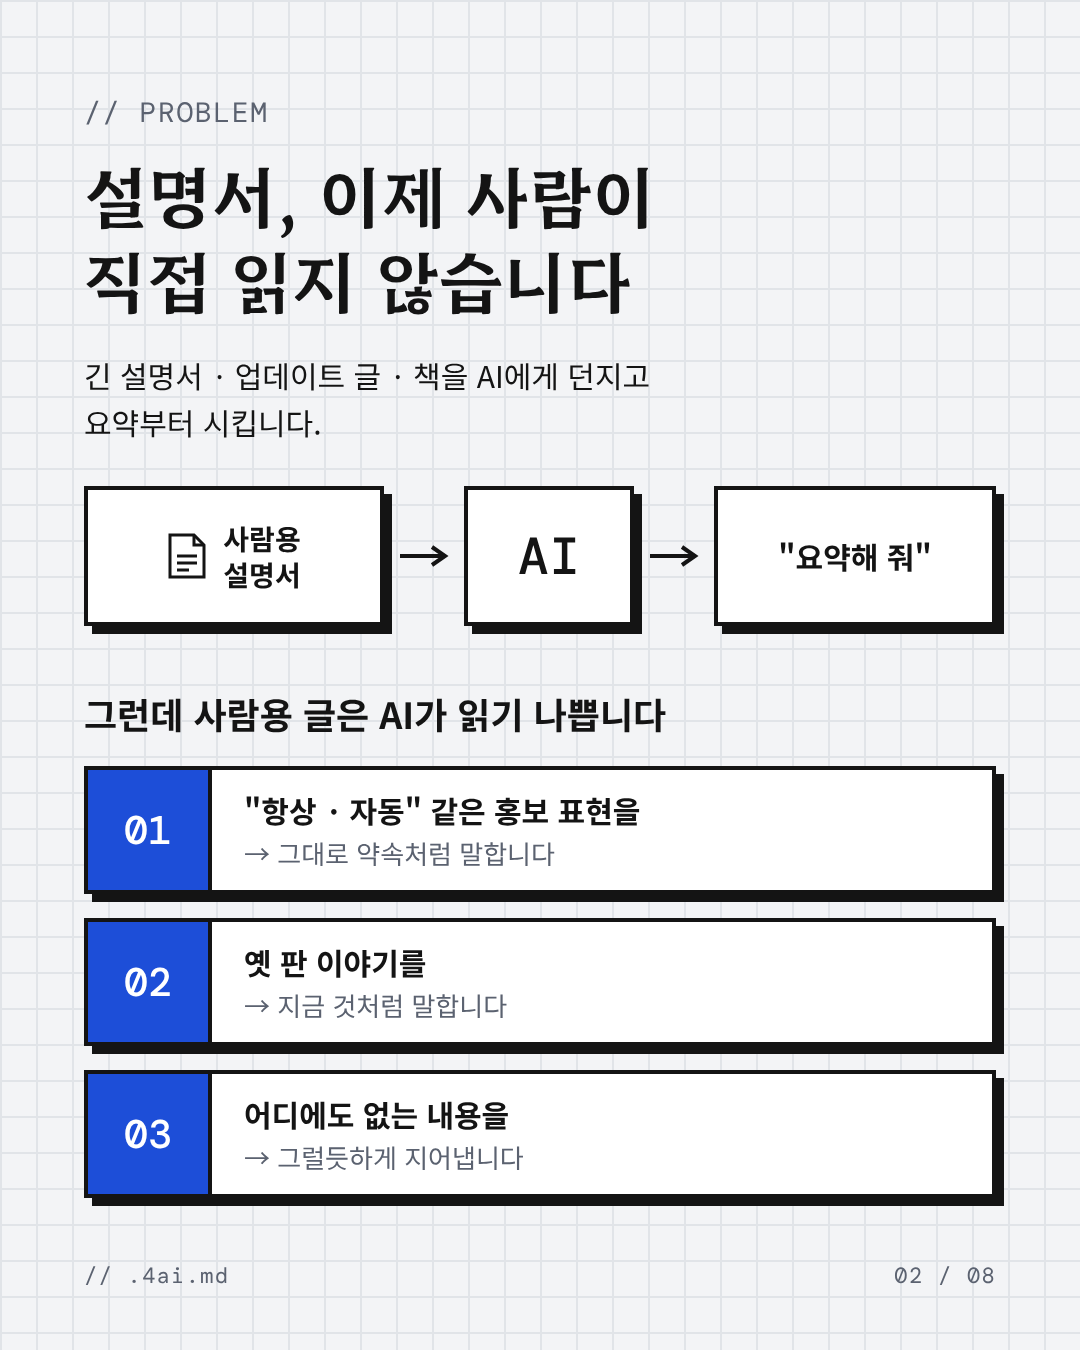 // PROBLEM
설명서, 이제 사람이
직접 읽지 않습니다
긴 설명서 · 업데이트 글 · 책을 AI에게 던지고
요약부터 시킵니다.
사람용
설명서
AI
"요약해 줘"
그런데 사람용 글은 AI가 읽기 나쁩니다
01
"항상 · 자동" 같은 홍보 표현을
→ 그대로 약속처럼 말합니다
02
옛 판 이야기를
→ 지금 것처럼 말합니다
03
어디에도 없는 내용을
→ 그럴듯하게 지어냅니다
// .4ai.md
02 / 08